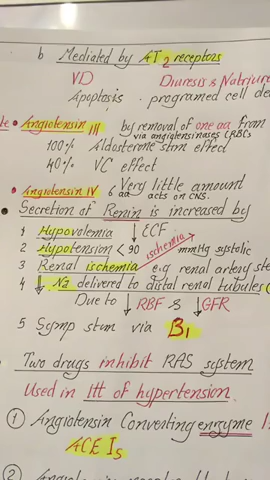 b Mediated by AT2 receptors
VD Diuresis & Natriure
Apoptosis. programed cell de
Angiotensin III by removal of one aa from
via angiotensinases (RBCs
100% Aldosterone stim effect
40% VC effect
• Angiotensin IV 6 aa Very little amount
acts on CNS.
• Secretion of Renin is increased by
1 Hypovolemia ↓ECF
2 Hypotension < 90 mmHg systolic
ischemia
3 Renal ischemia e.g renal artery ste
4 ↓ Na delivered to distal renal tubules (
Due to ↓RBF & ↓GFR
5 Symp stim via B1
Two drugs inhibit RAS system
Used in ttt of hypertension.
① Angiotensin Converting enzyme I
ACE Is
②